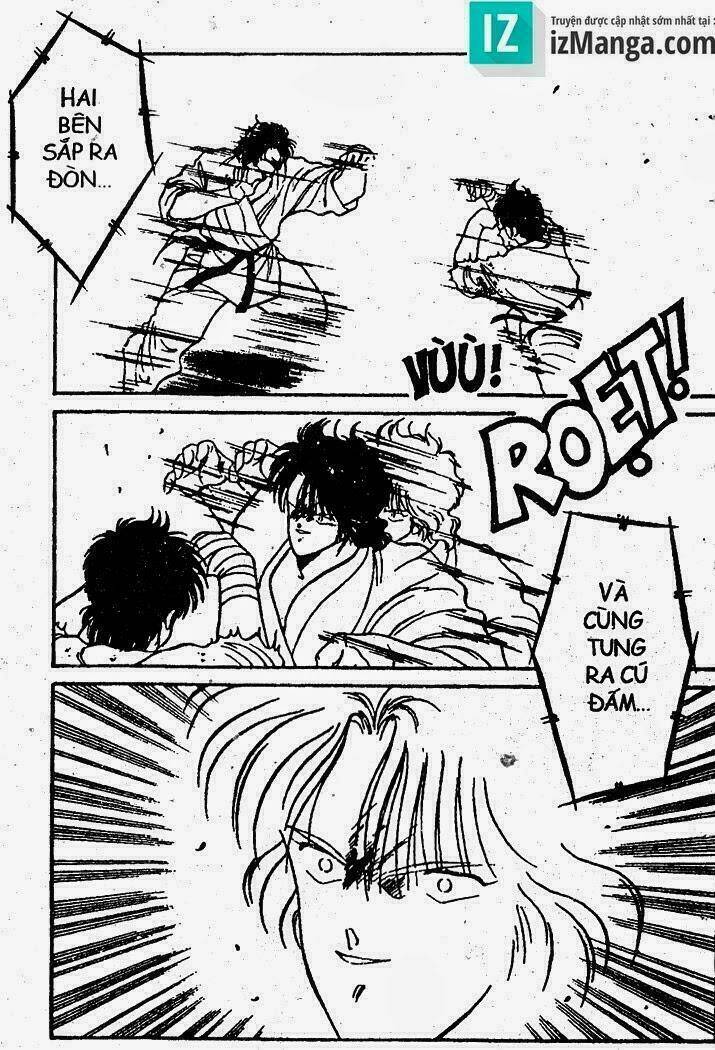 IZ
Truyện được cập nhật sớm nhất tại :
izManga.com
HAI
BÊN
SẮP RA
ĐÒN...
VÙÙ!
ROẸT!
VÀ
CÙNG
TUNG
RA CÚ
ĐẤM...